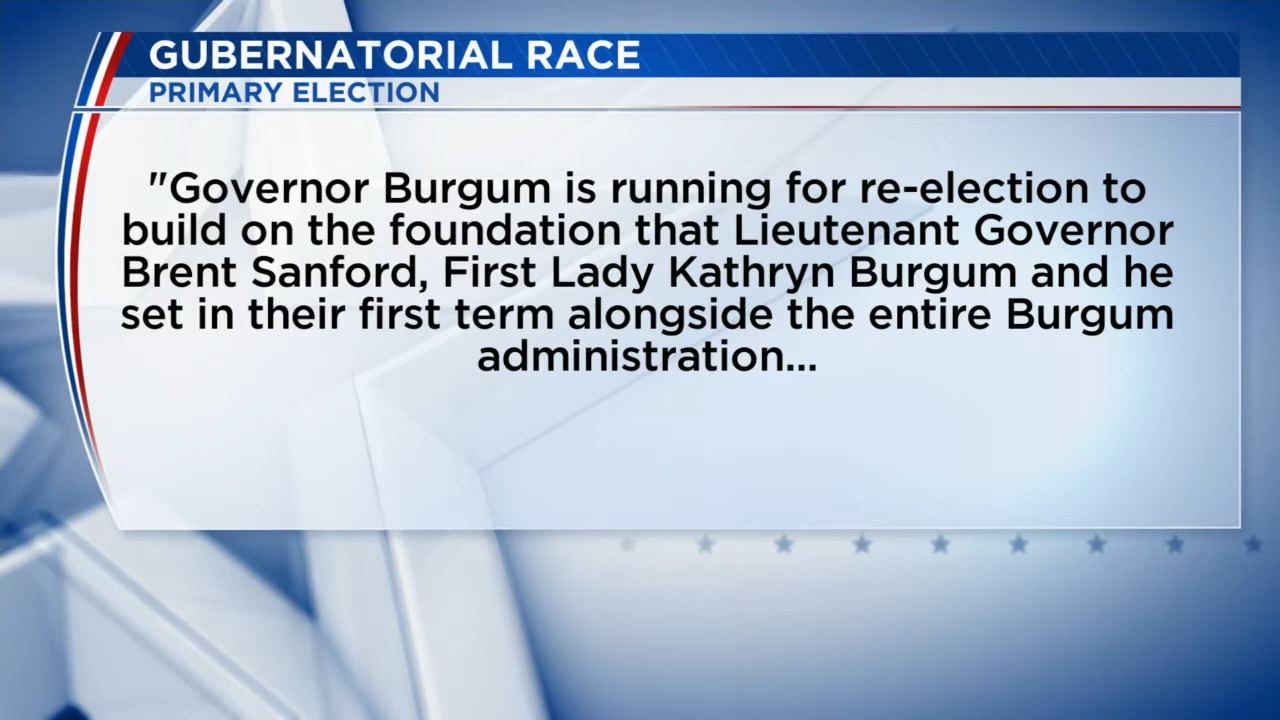 GUBERNATORIAL RACE
PRIMARY ELECTION
"Governor Burgum is running for re-election to
build on the foundation that Lieutenant Governor
Brent Sanford, First Lady Kathryn Burgum and he
set in their first term alongside the entire Burgum
administration...